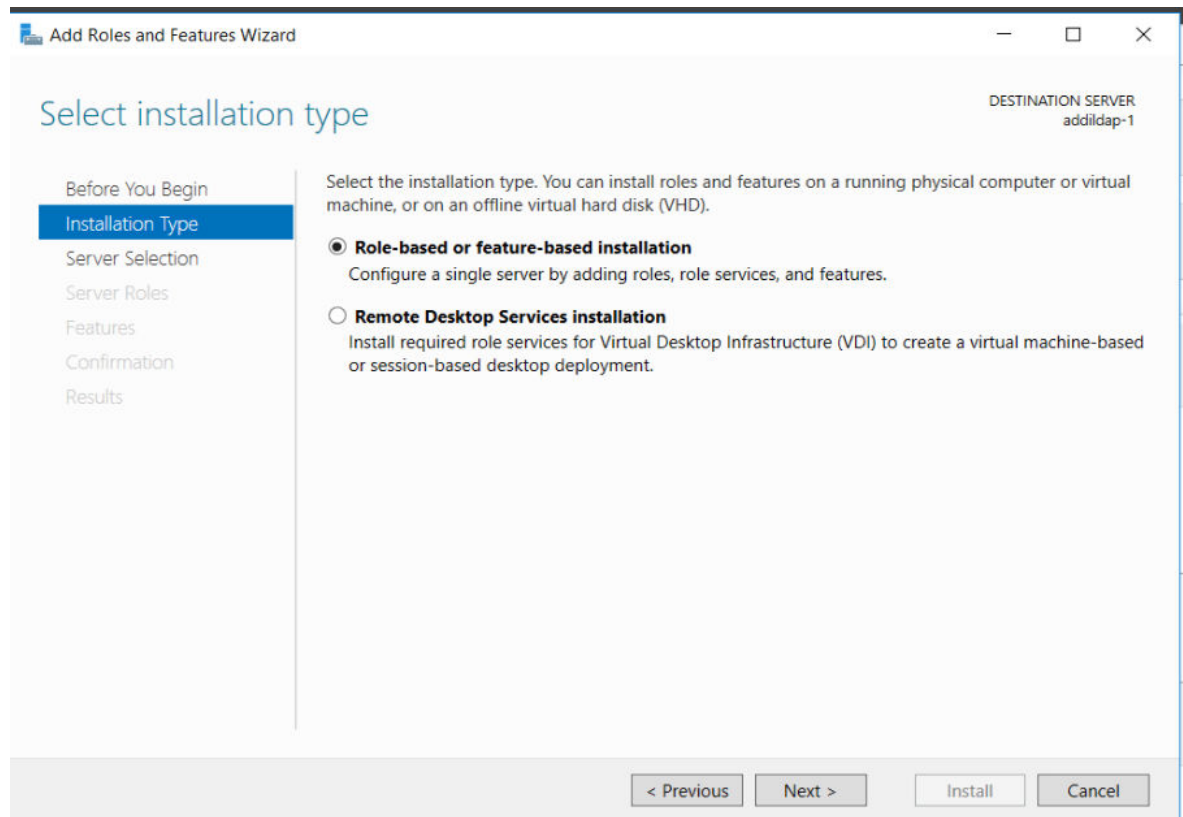 Add Roles and Features Wizard
Select installation type
DESTINATION SERVER
addildap-1
Before You Begin
Installation Type
Server Selection
Server Roles
Features
Confirmation
Results
Select the installation type. You can install roles and features on a running physical computer or virtual
machine, or on an offline virtual hard disk (VHD).
Role-based or feature-based installation
Configure a single server by adding roles, role services, and features.
Remote Desktop Services installation
Install required role services for Virtual Desktop Infrastructure (VDI) to create a virtual machine-based
or session-based desktop deployment.
< Previous
Next >
Install
Cancel